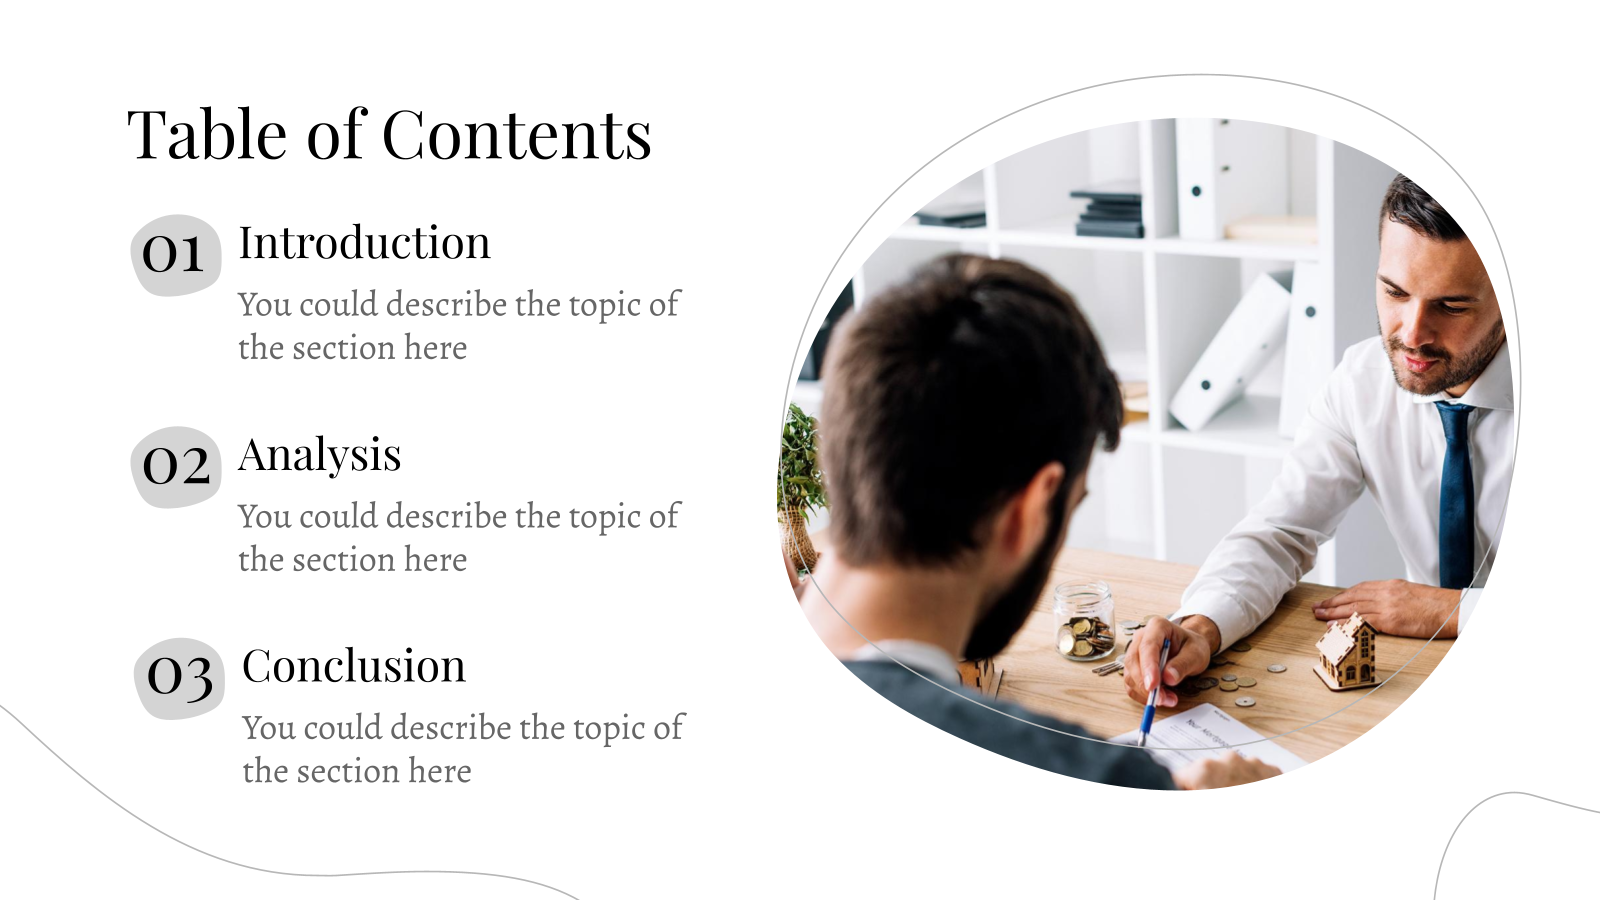 Table of Contents
01
Introduction
You could describe the topic of
the section here
02
Analysis
You could describe the topic of
the section here
03
Conclusion
You could describe the topic of
the section here